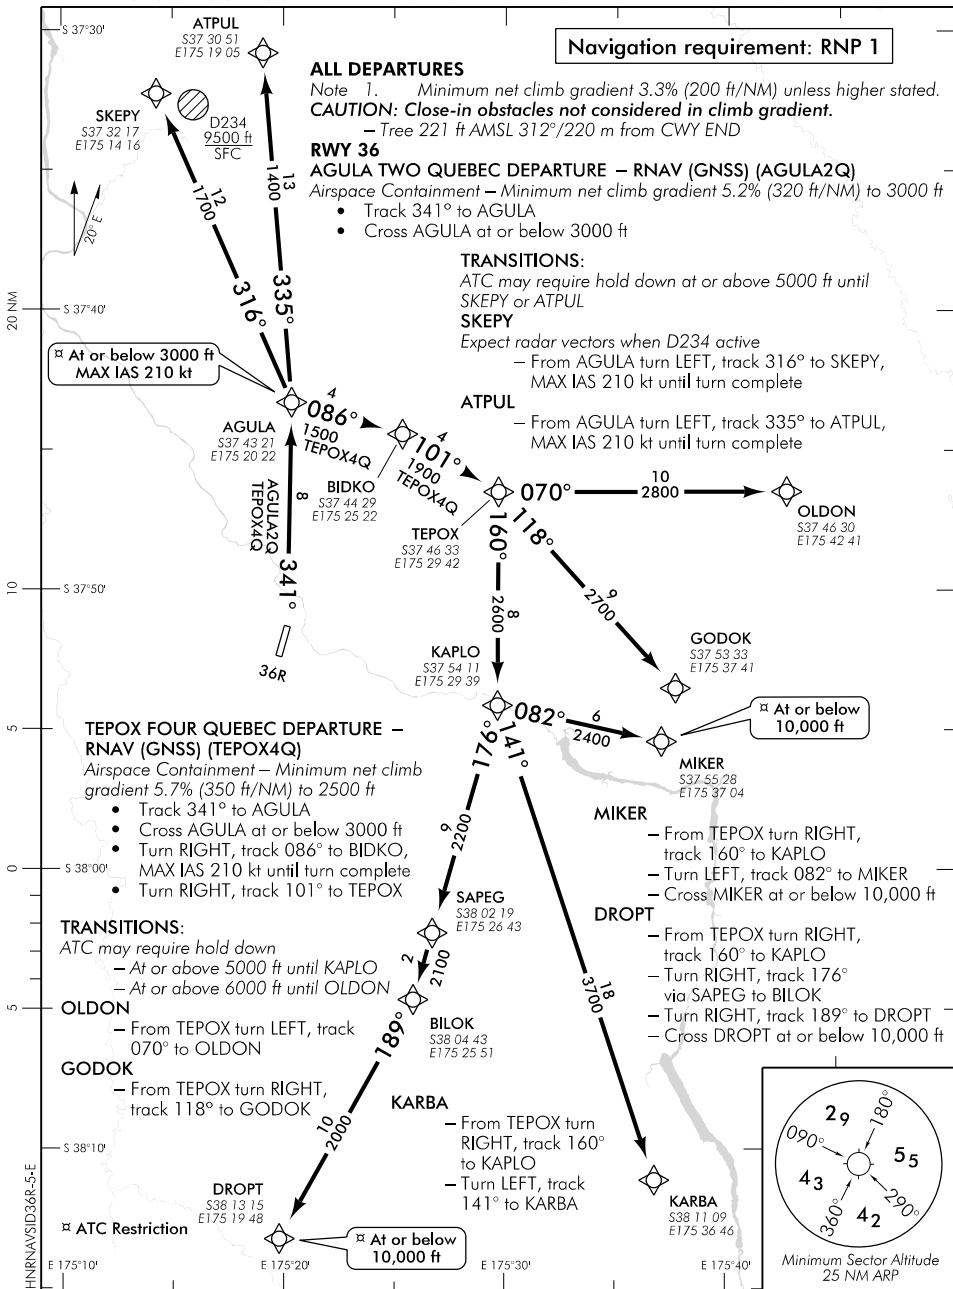 S 37°30'
ATPUL
S37 30 51
E175 19 05
Navigation requirement: RNP 1
SKEPY
S37 32 17
E175 14 16
D234
9500 ft
SFC
20° E
ALL DEPARTURES
Note 1. Minimum net climb gradient 3.3% (200 ft/NM) unless higher stated.
CAUTION: Close-in obstacles not considered in climb gradient.
– Tree 221 ft AMSL 312°/220 m from CWY END
RWY 36
AGULA TWO QUEBEC DEPARTURE – RNAV (GNSS) (AGULA2Q)
Airspace Containment – Minimum net climb gradient 5.2% (320 ft/NM) to 3000 ft
• Track 341° to AGULA
• Cross AGULA at or below 3000 ft
TRANSITIONS:
ATC may require hold down at or above 5000 ft until
SKEPY or ATPUL
SKEPY
Expect radar vectors when D234 active
– From AGULA turn LEFT, track 316° to SKEPY,
MAX IAS 210 kt until turn complete
ATPUL
– From AGULA turn LEFT, track 335° to ATPUL,
MAX IAS 210 kt until turn complete
12
1700
316°
13
1400
335°
20 NM
S 37°40'
¤ At or below 3000 ft
MAX IAS 210 kt
AGULA
S37 43 21
E175 20 22
4
086°
1500
TEPOX4Q
BIDKO
S37 44 29
E175 25 22
4
101°
1900
TEPOX4Q
TEPOX
S37 46 33
E175 29 42
070°
10
2800
OLDON
S37 46 30
E175 42 41
AGULA2Q
TEPOX4Q
8
341°
36R
10
S 37°50'
160°
8
2600
118°
9
2700
GODOK
S37 53 33
E175 37 41
KAPLO
S37 54 11
E175 29 39
082°
6
2400
¤ At or below
10,000 ft
MIKER
S37 55 28
E175 37 04
176°
141°
5
TEPOX FOUR QUEBEC DEPARTURE –
RNAV (GNSS) (TEPOX4Q)
Airspace Containment – Minimum net climb
gradient 5.7% (350 ft/NM) to 2500 ft
• Track 341° to AGULA
• Cross AGULA at or below 3000 ft
• Turn RIGHT, track 086° to BIDKO,
MAX IAS 210 kt until turn complete
• Turn RIGHT, track 101° to TEPOX
0
S 38°00'
TRANSITIONS:
ATC may require hold down
– At or above 5000 ft until KAPLO
– At or above 6000 ft until OLDON
OLDON
– From TEPOX turn LEFT, track
070° to OLDON
GODOK
– From TEPOX turn RIGHT,
track 118° to GODOK
5
9
2200
SAPEG
S38 02 19
E175 26 43
2
2100
BILOK
S38 04 43
E175 25 51
189°
10
2000
18
3700
MIKER
– From TEPOX turn RIGHT,
track 160° to KAPLO
– Turn LEFT, track 082° to MIKER
– Cross MIKER at or below 10,000 ft
DROPT
– From TEPOX turn RIGHT,
track 160° to KAPLO
– Turn RIGHT, track 176°
via SAPEG to BILOK
– Turn RIGHT, track 189° to DROPT
– Cross DROPT at or below 10,000 ft
KARBA
– From TEPOX turn
RIGHT, track 160°
to KAPLO
– Turn LEFT, track
141° to KARBA
S 38°10'
DROPT
S38 13 15
E175 19 48
¤ At or below
10,000 ft
KARBA
S38 11 09
E175 36 46
¤ ATC Restriction
HNRNAVSID36R-5-E
E 175°10'
E 175°20'
E 175°30'
E 175°40'
29
180°
090°
55
43
360°
290°
42
Minimum Sector Altitude
25 NM ARP